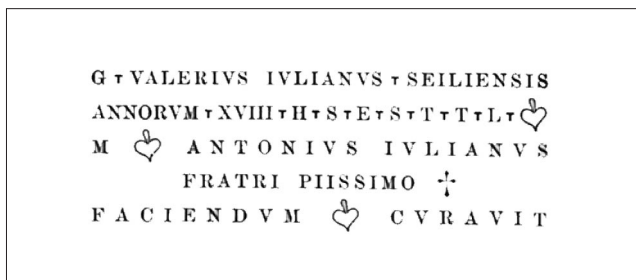 G T VALERIVS IVLIANVS T SEILIENSIS
ANNORVM T XVIII T H T S T E T S T T T T T L T ❦
M ❦ ANTONIVS IVLIANVS
FRATRI PIISSIMO ⸭
FACIENDVM ❦ CVRAVIT